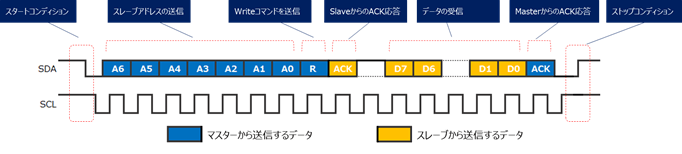 スタートコンディション
スレーブアドレスの送信
Writeコマンドを送信
SlaveからのACK応答
データの受信
MasterからのACK応答
ストップコンディション
SDA A6 A5 A4 A3 A2 A1 A0 R ACK D7 D6 D1 D0 ACK
SCL
マスターから送信するデータ
スレーブから送信するデータ